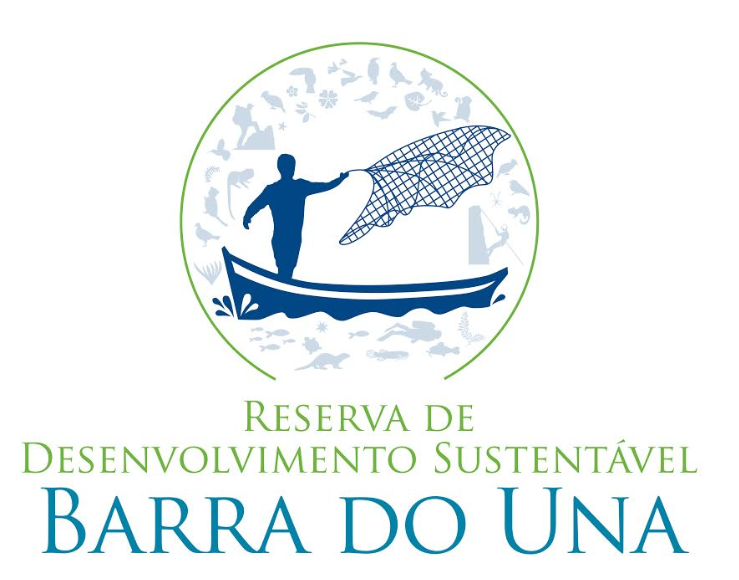 Reserva de
Desenvolvimento Sustentável
Barra do Una